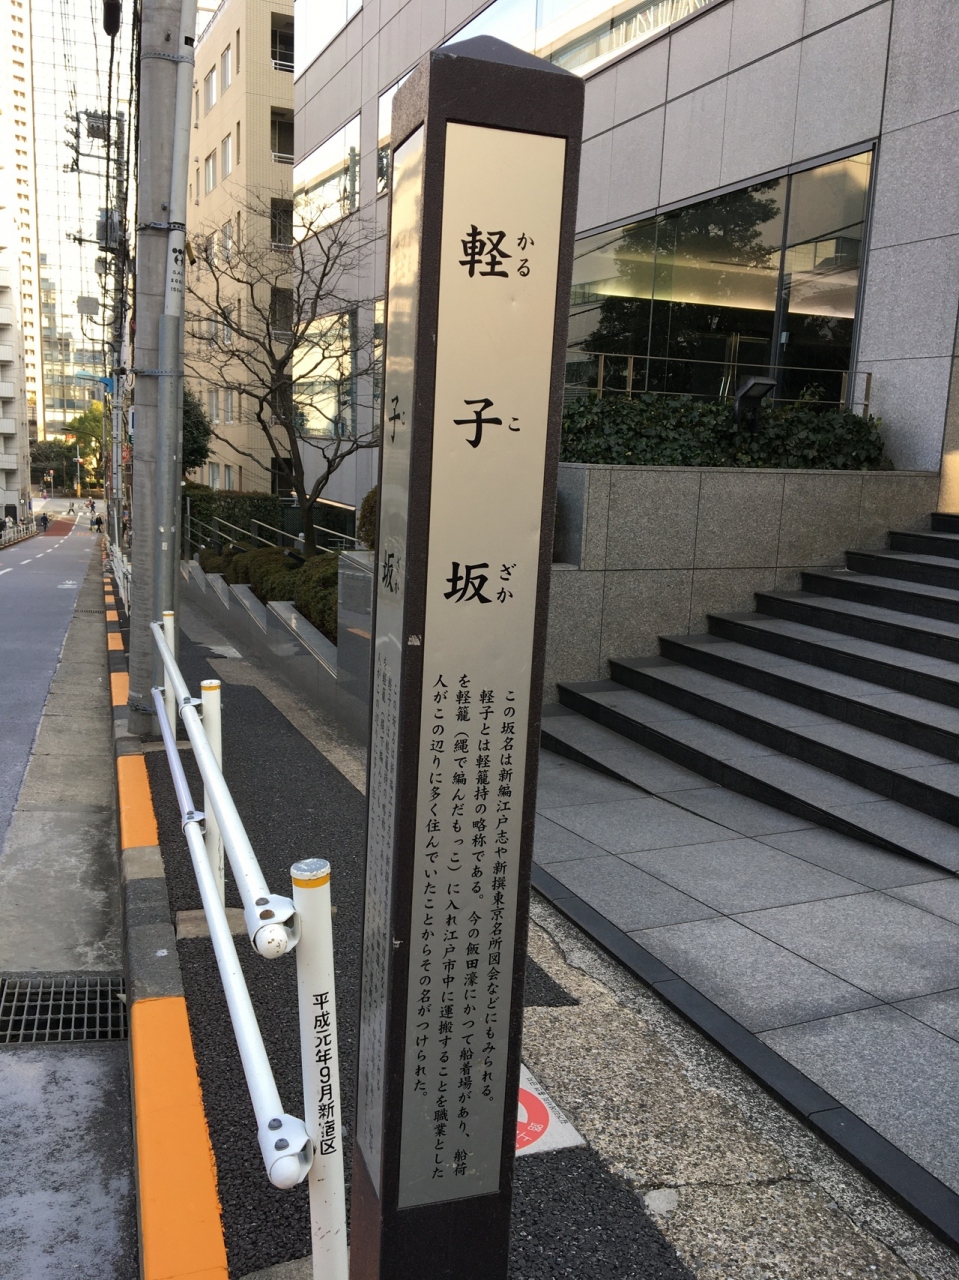 軽子坂
かるこざか
この坂名は新編江戸志や新撰東京名所図会などにもみられる。
軽子とは軽籠持の略称である。今の飯田濠にかつて船着場があり、船荷
を軽籠（縄で編んだもっこ）に入れ江戸市中に運搬することを職業とした
人がこの辺りに多く住んでいたことからその名がつけられた。
子こ
坂ざか
平成元年9月新造区